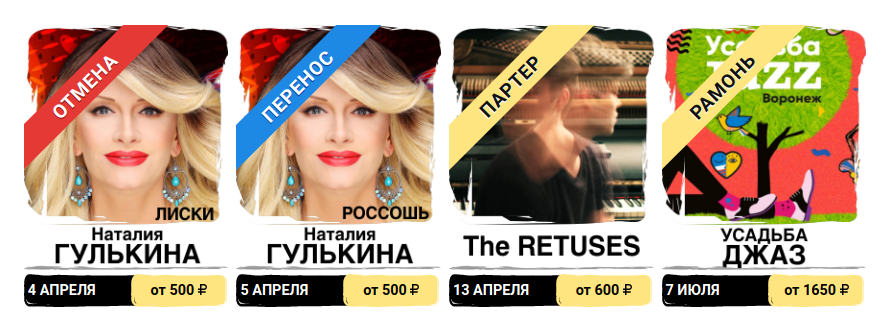 ОТМЕНА
ЛИСКИ
Наталия
ГУЛЬКИНА
4 АПРЕЛЯ
от 500 ₽
ПЕРЕНОС
РОССОШЬ
Наталия
ГУЛЬКИНА
5 АПРЕЛЯ
от 500 ₽
ПАРТЕР
The RETUSES
13 АПРЕЛЯ
от 600 ₽
РАМОНЬ
Усадьба
Jazz
Воронеж
УСАДЬБА
ДЖАЗ
7 ИЮЛЯ
от 1650 ₽